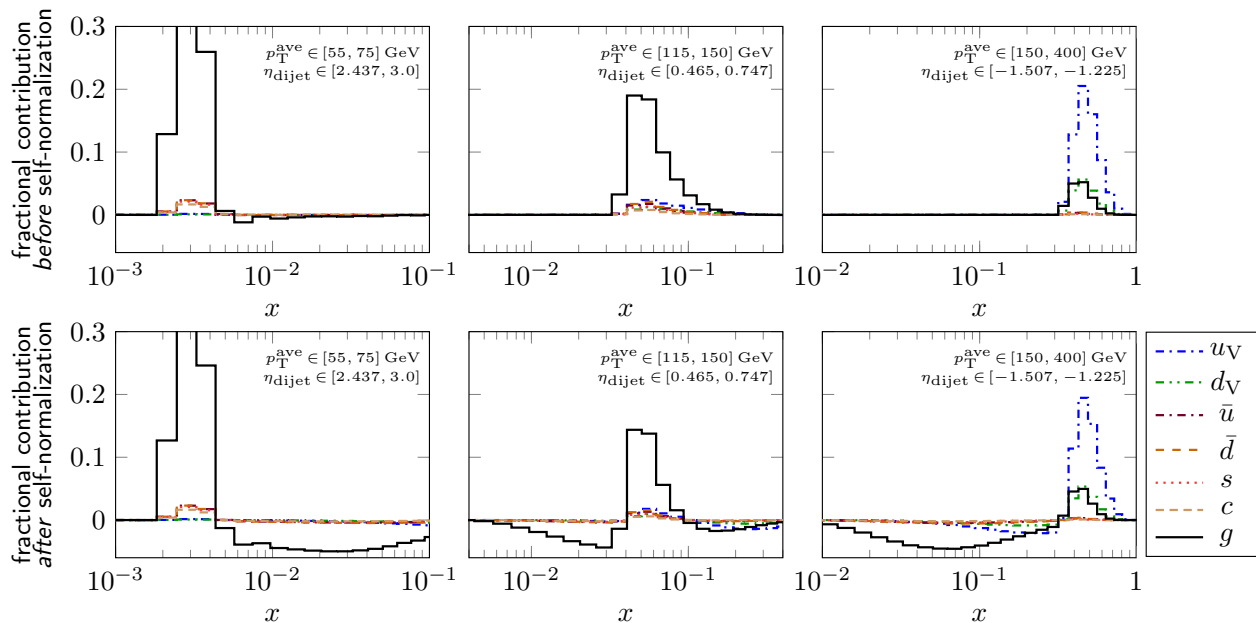 fractional contribution
before self-normalization
0.3
0.2
0.1
0
p_T^ave ∈ [55, 75] GeV
η_dijet ∈ [2.437, 3.0]
10^−3
10^−2
10^−1
x
p_T^ave ∈ [115, 150] GeV
η_dijet ∈ [0.465, 0.747]
10^−2
10^−1
x
p_T^ave ∈ [150, 400] GeV
η_dijet ∈ [−1.507, −1.225]
10^−2
10^−1
1
x
fractional contribution
after self-normalization
0.3
0.2
0.1
0
p_T^ave ∈ [55, 75] GeV
η_dijet ∈ [2.437, 3.0]
10^−3
10^−2
10^−1
x
p_T^ave ∈ [115, 150] GeV
η_dijet ∈ [0.465, 0.747]
10^−2
10^−1
x
p_T^ave ∈ [150, 400] GeV
η_dijet ∈ [−1.507, −1.225]
10^−2
10^−1
1
x
u_V
d_V
ū
d̄
s
c
g